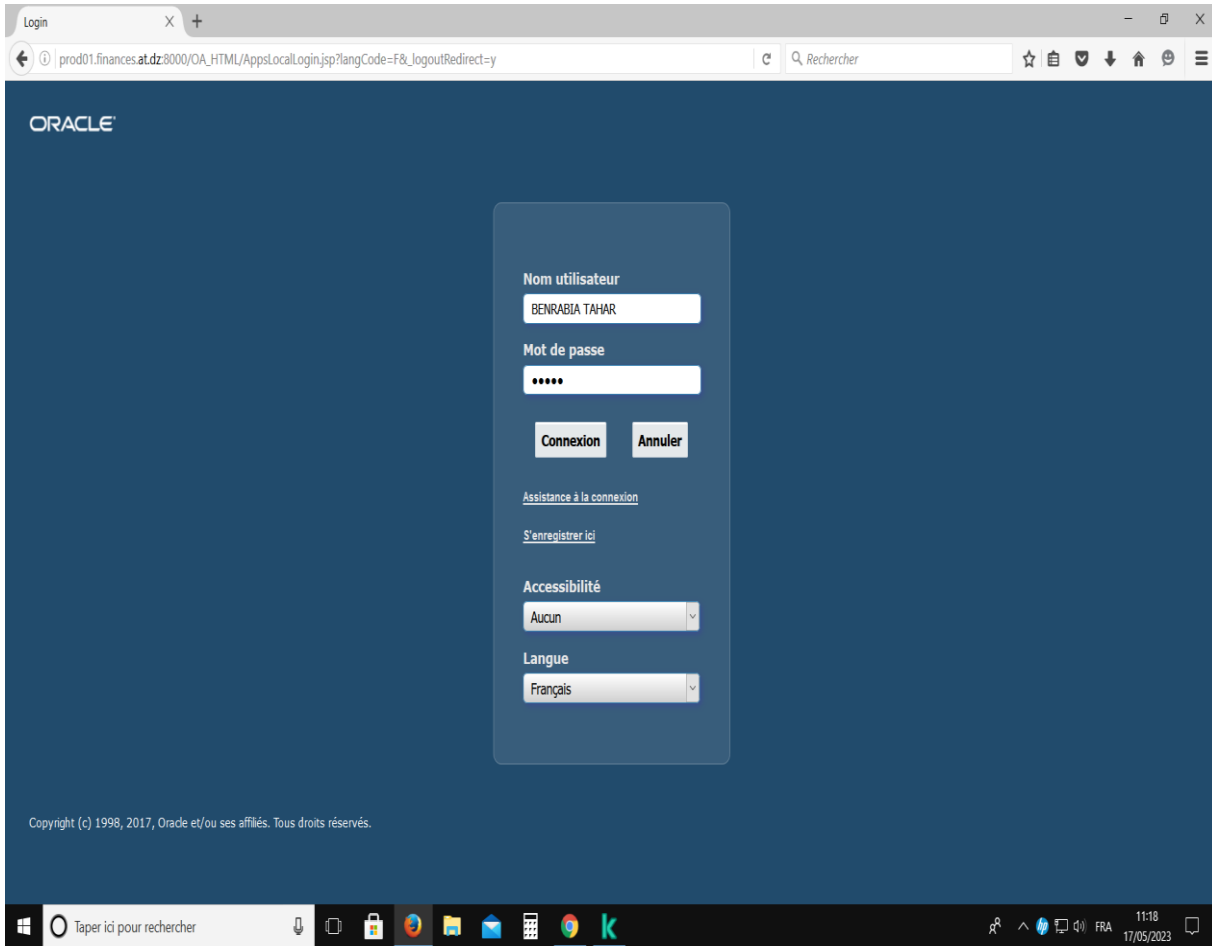 Login
prod01.finances.at.dz:8000/OA_HTML/AppsLocalLogin.jsp?langCode=F&_logoutRedirect=y
Rechercher
ORACLE
Nom utilisateur
BENRABIA TAHAR
Mot de passe
•••••
Connexion Annuler
Assistance à la connexion
S'enregistrer ici
Accessibilité
Aucun
Langue
Français
Copyright (c) 1998, 2017, Oracle et/ou ses affiliés. Tous droits réservés.
Taper ici pour rechercher
hp
FRA
11:18
17/05/2023